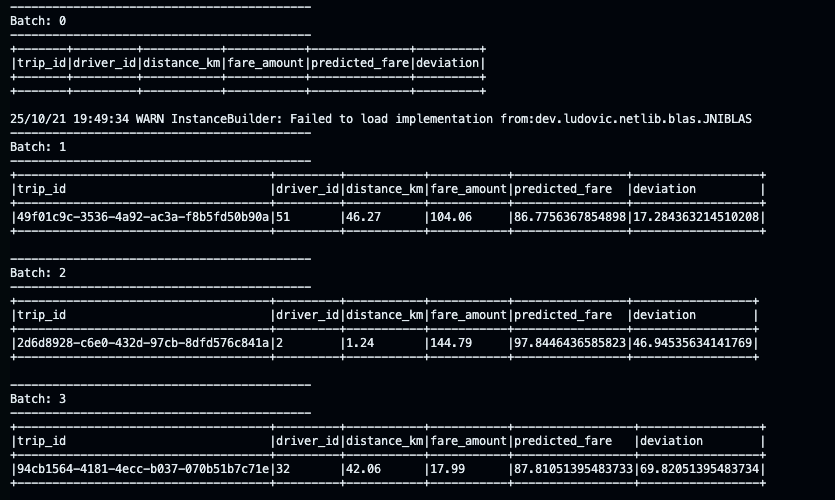 -------------------------------------------
Batch: 0
-------------------------------------------
+-------+---------+-----------+-----------+--------------+---------+
|trip_id|driver_id|distance_km|fare_amount|predicted_fare|deviation|
+-------+---------+-----------+-----------+--------------+---------+
+-------+---------+-----------+-----------+--------------+---------+
25/10/21 19:49:34 WARN InstanceBuilder: Failed to load implementation from:dev.ludovic.netlib.blas.JNIBLAS
-------------------------------------------
Batch: 1
-------------------------------------------
+------------------------------------+---------+-----------+-----------+----------------+------------------+
|trip_id                             |driver_id|distance_km|fare_amount|predicted_fare  |deviation         |
+------------------------------------+---------+-----------+-----------+----------------+------------------+
|49f01c9c-3536-4a92-ac3a-f8b5fd50b90a|51       |46.27      |104.06     |86.7756367854898|17.284363214510208|
+------------------------------------+---------+-----------+-----------+----------------+------------------+
-------------------------------------------
Batch: 2
-------------------------------------------
+------------------------------------+---------+-----------+-----------+----------------+-----------------+
|trip_id                             |driver_id|distance_km|fare_amount|predicted_fare  |deviation        |
+------------------------------------+---------+-----------+-----------+----------------+-----------------+
|2d6d8928-c6e0-432d-97cb-8dfd576c841a|2        |1.24       |144.79     |97.8446436585823|46.94535634141769|
+------------------------------------+---------+-----------+-----------+----------------+-----------------+
-------------------------------------------
Batch: 3
-------------------------------------------
+------------------------------------+---------+-----------+-----------+-----------------+-----------------+
|trip_id                             |driver_id|distance_km|fare_amount|predicted_fare   |deviation        |
+------------------------------------+---------+-----------+-----------+-----------------+-----------------+
|94cb1564-4181-4ecc-b037-070b51b7c71e|32       |42.06      |17.99      |87.81051395483733|69.82051395483734|
+------------------------------------+---------+-----------+-----------+-----------------+-----------------+